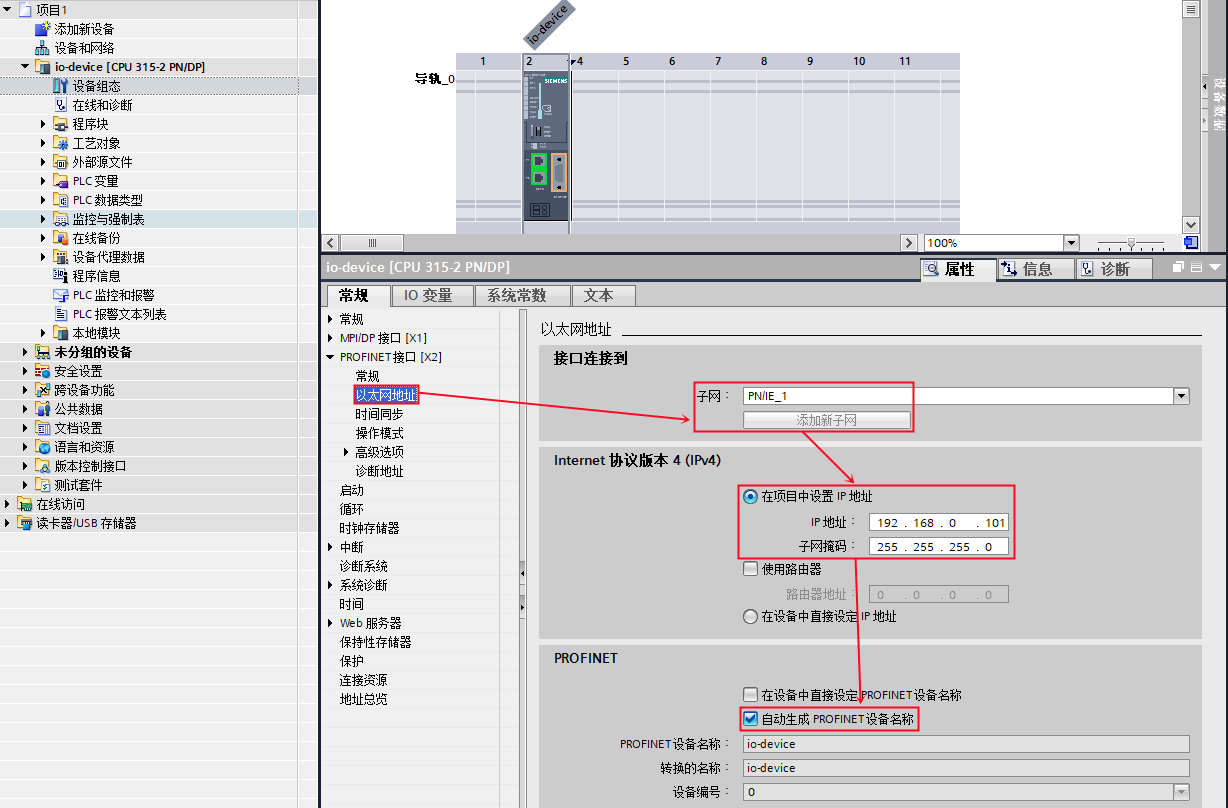 项目1
添加新设备
设备和网络
io-device [CPU 315-2 PN/DP]
设备组态
在线和诊断
程序块
工艺对象
外部源文件
PLC 变量
PLC 数据类型
监控与强制表
在线备份
设备代理数据
程序信息
PLC 监控和报警
PLC 报警文本列表
本地模块
未分组的设备
安全设置
跨设备功能
公共数据
文档设置
语言和资源
版本控制接口
测试套件
在线访问
读卡器/USB 存储器
io-device
1 2 4 5 6 7 8 9 10 11
导轨_0
SIEMENS
设备数据
100%
io-device [CPU 315-2 PN/DP]
属性 信息 诊断
常规 IO 变量 系统常数 文本
常规
MPI/DP 接口 [X1]
PROFINET接口 [X2]
常规
以太网地址
时间同步
操作模式
高级选项
诊断地址
启动
循环
时钟存储器
中断
诊断系统
系统诊断
时间
Web 服务器
保持性存储器
保护
连接资源
地址总览
以太网地址
接口连接到
子网: PN/IE_1
添加新子网
Internet 协议版本 4 (IPv4)
在项目中设置 IP 地址
IP 地址: 192 . 168 . 0 . 101
子网掩码: 255 . 255 . 255 . 0
使用路由器
路由器地址: 0 . 0 . 0 . 0
在设备中直接设定 IP 地址
PROFINET
在设备中直接设定 PROFINET设备名称
自动生成 PROFINET设备名称
PROFINET设备名称: io-device
转换的名称: io-device
设备编号: 0